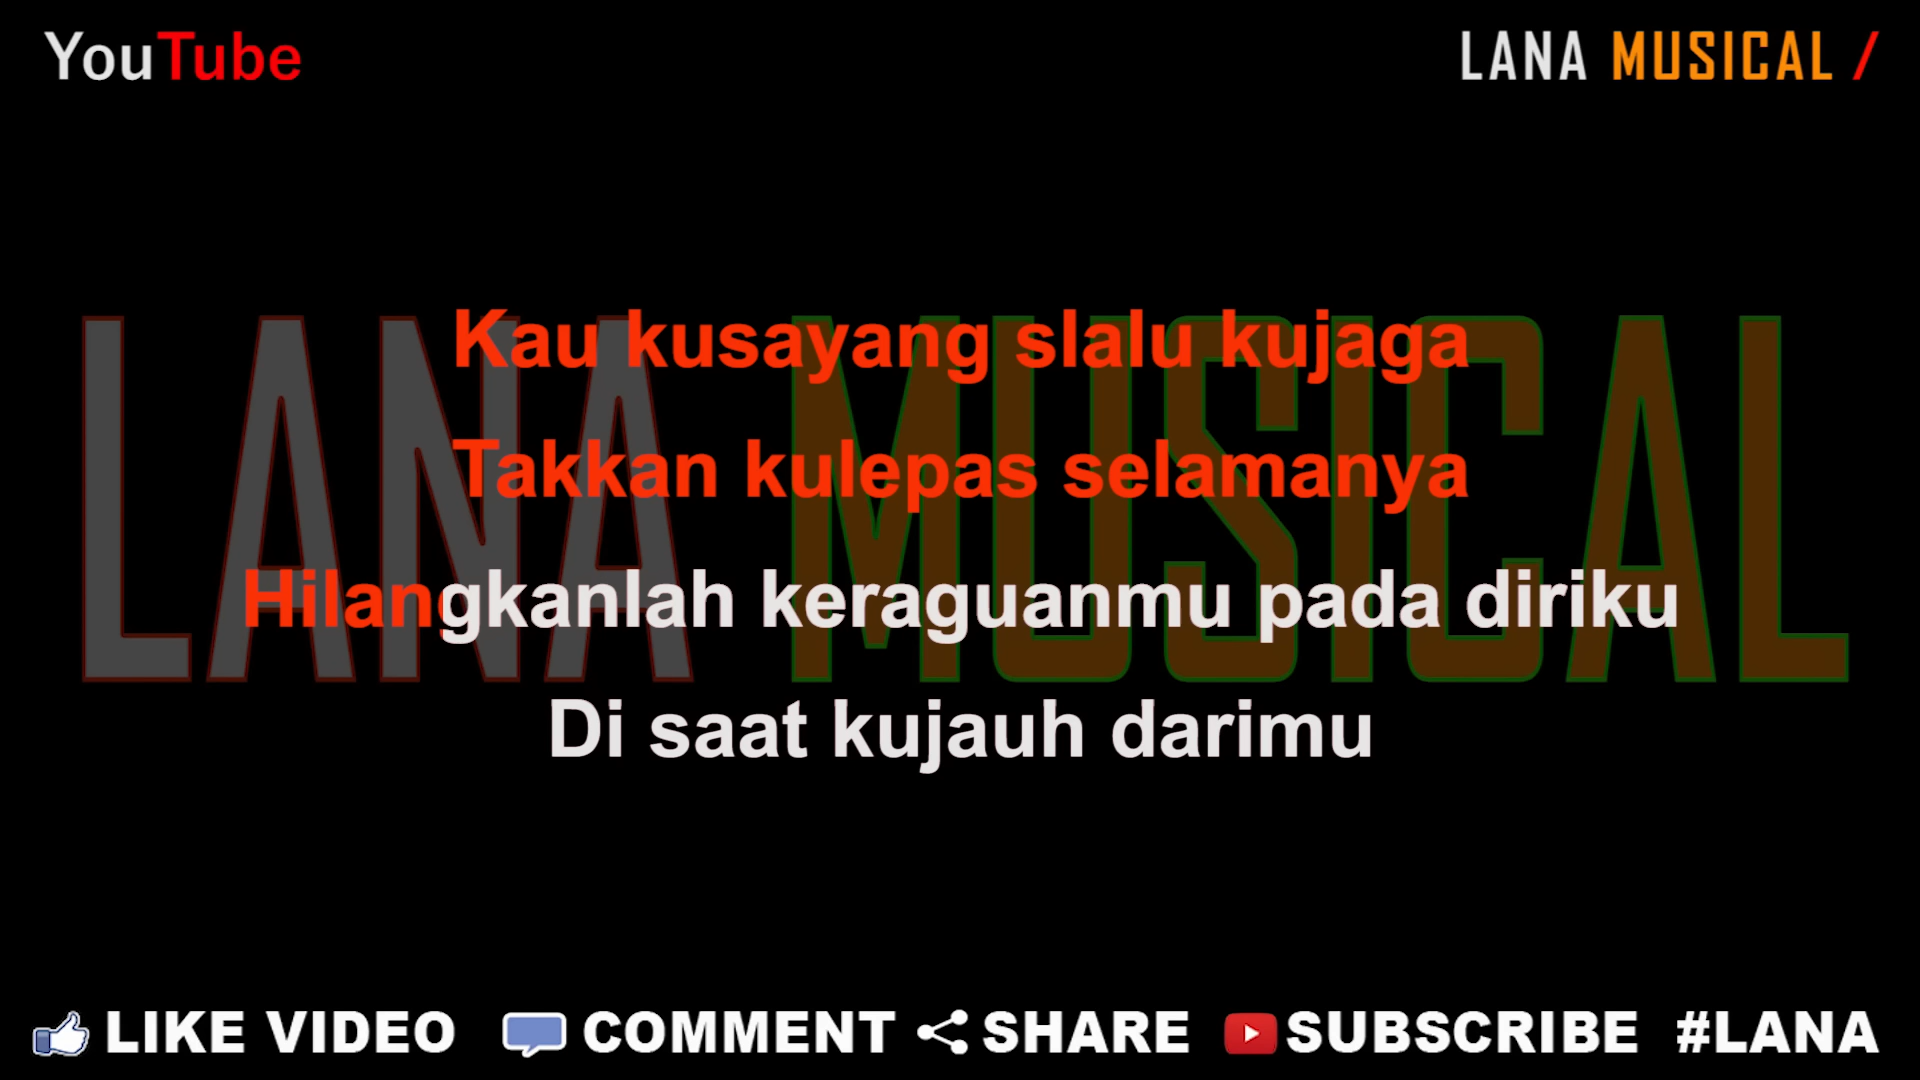 YouTube
LANA MUSICAL /
LANA MUSICAL
Kau kusayang slalu kujaga
Takkan kulepas selamanya
Hilangkanlah keraguanmu pada diriku
Di saat kujauh darimu
LIKE VIDEO COMMENT SHARE SUBSCRIBE #LANA